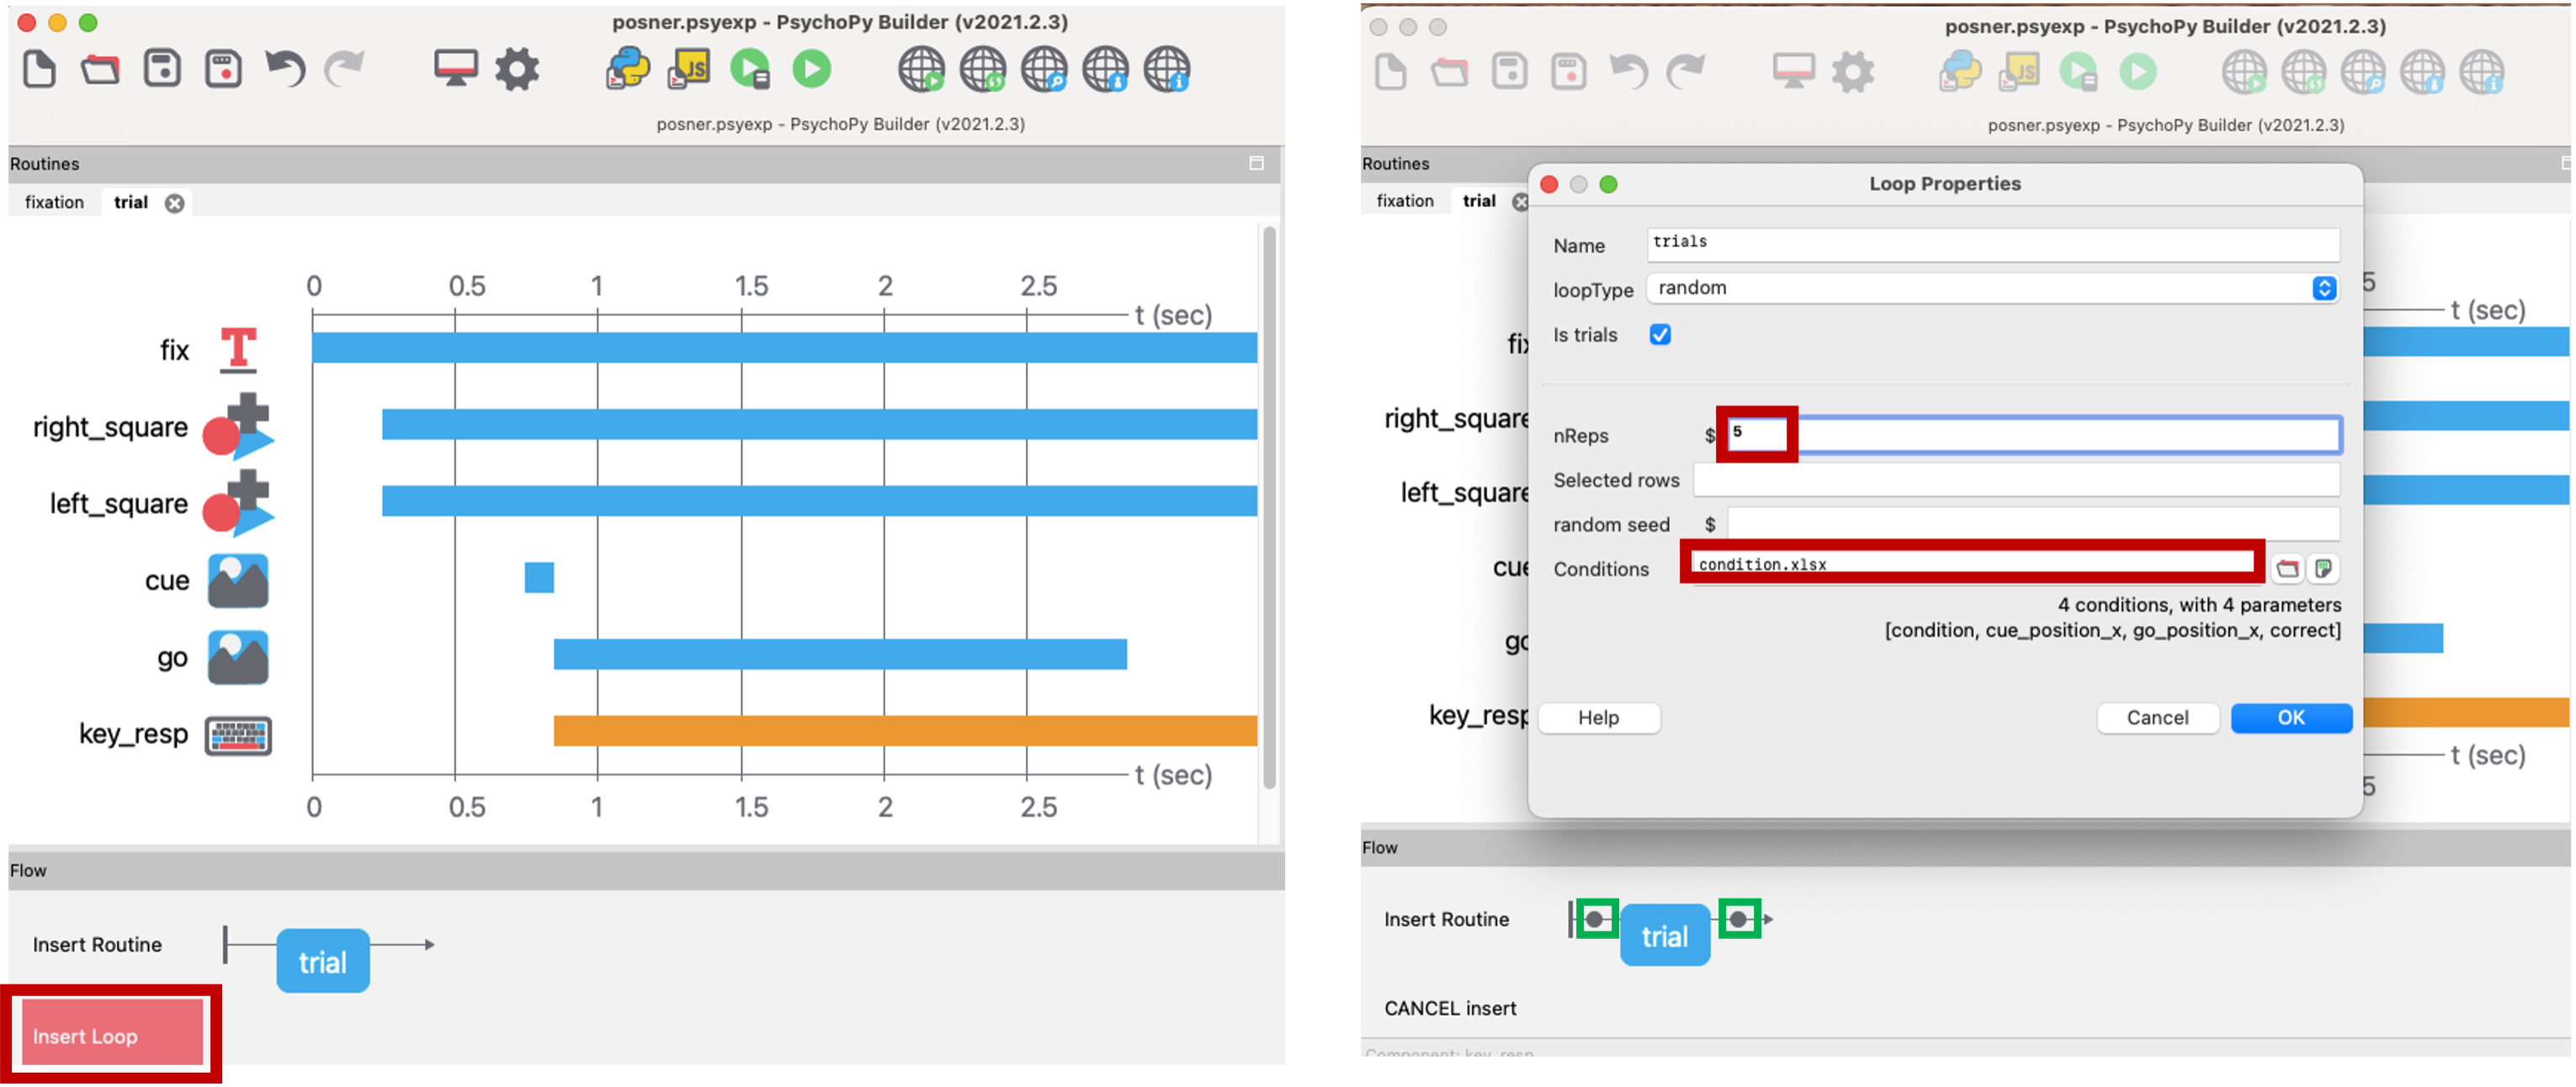 posner.psyexp - PsychoPy Builder (v2021.2.3)
JS
posner.psyexp - PsychoPy Builder (v2021.2.3)
Routines
fixation trial
0 0.5 1 1.5 2 2.5
t (sec)
fix
T
right_square
left_square
cue
go
key_resp
t (sec)
0 0.5 1 1.5 2 2.5
Flow
Insert Routine
trial
Insert Loop
posner.psyexp - PsychoPy Builder (v2021.2.3)
JS
posner.psyexp - PsychoPy Builder (v2021.2.3)
Routines
fixation trial
Loop Properties
Name trials
loopType random
Is trials
nReps $ 5
Selected rows
random seed $
Conditions condition.xlsx
4 conditions, with 4 parameters
[condition, cue_position_x, go_position_x, correct]
Help Cancel OK
5
t (sec)
fix
right_square
left_square
cue
go
key_resp
t (sec)
5
Flow
Insert Routine
trial
CANCEL insert
Component: key_resp